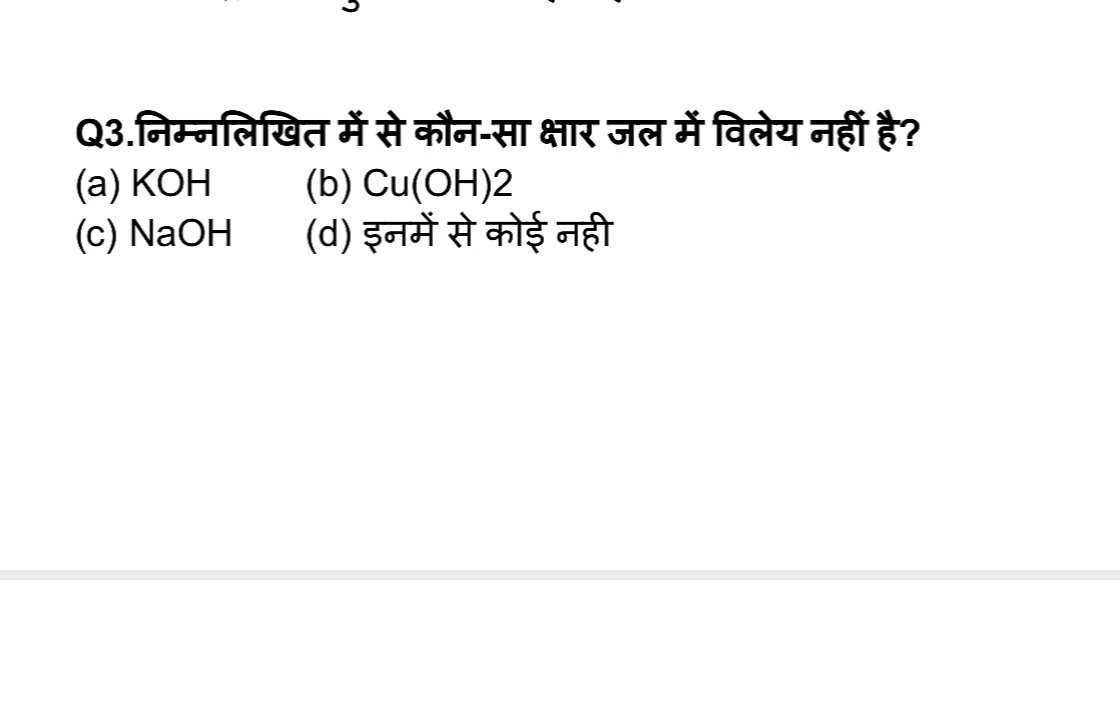 Q3.निम्नलिखित में से कौन-सा क्षार जल में विलेय नहीं है?
(a) KOH (b) Cu(OH)2
(c) NaOH (d) इनमें से कोई नही